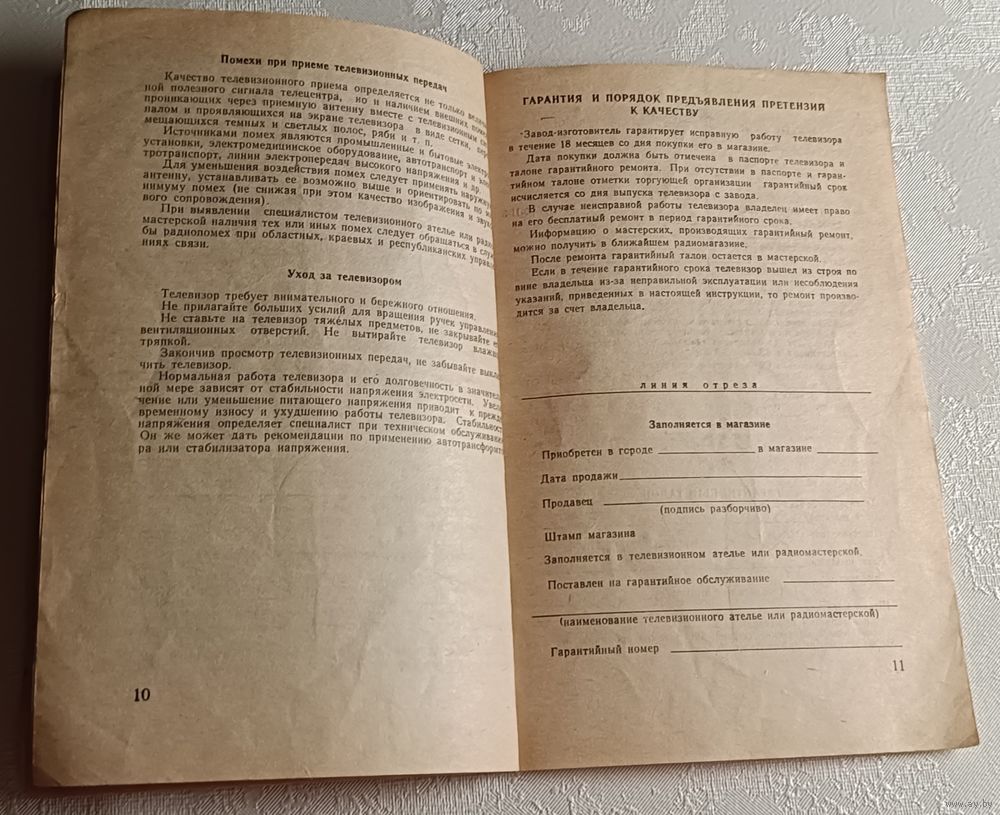 Помехи при приеме телевизионных передач
Качество телевизионного приема определяется не только
ной полезного сигнала телецентра, но и наличием внешних
проникающих через приемную антенну вместе с телевизионным
налом и проявляющихся на экране телевизора в виде сетки,
мещающихся темных и светлых полос, ряби и т. п.
Источниками помех являются промышленные и бытовые
установки, электромедицинское оборудование, автотранспорт и
тротранспорт, линии электропередач высокого напряжения и др.
Для уменьшения воздействия помех следует применять
антенну, устанавливать ее возможно выше и ориентировать по
нимуму помех (не снижая при этом качество изображения и
вого сопровождения).
При выявлении специалистом телевизионного ателье или
мастерской наличия тех или иных помех следует обращаться в
бы радиопомех при областных, краевых и республиканских
ниях связи.
Уход за телевизором
Телевизор требует внимательного и бережного отношения.
Не прилагайте больших усилий для вращения ручек
Не ставьте на телевизор тяжёлых предметов, не закрывайте
вентиляционных отверстий. Не вытирайте телевизор
тряпкой.
Закончив просмотр телевизионных передач, не забывайте
чить телевизор.
Нормальная работа телевизора и его долговечность в
ной мере зависят от стабильности напряжения электросети.
чение или уменьшение питающего напряжения приводит к
временному износу и ухудшению работы телевизора.
напряжения определяет специалист при техническом
Он же может дать рекомендации по применению
ра или стабилизатора напряжения.
10
ГАРАНТИЯ И ПОРЯДОК ПРЕДЪЯВЛЕНИЯ ПРЕТЕНЗИЙ
К КАЧЕСТВУ
Завод-изготовитель гарантирует исправную работу телевизора
в течение 18 месяцев со дня покупки его в магазине.
Дата покупки должна быть отмечена в паспорте телевизора и
талоне гарантийного ремонта. При отсутствии в паспорте и гаран-
тийном талоне отметки торгующей организации гарантийный срок
исчисляется со дня выпуска телевизора с завода.
В случае неисправной работы телевизора владелец имеет право
на его бесплатный ремонт в период гарантийного срока.
Информацию о мастерских, производящих гарантийный ремонт,
можно получить в ближайшем радиомагазине.
После ремонта гарантийный талон остается в мастерской.
Если в течение гарантийного срока телевизор вышел из строя по
вине владельца из-за неправильной эксплуатации или несоблюдения
указаний, приведенных в настоящей инструкции, то ремонт произво-
дится за счет владельца.
линия отреза
Заполняется в магазине
Приобретен в городе в магазине
Дата продажи
Продавец
(подпись разборчиво)
Штамп магазина
Заполняется в телевизионном ателье или радиомастерской.
Поставлен на гарантийное обслуживание
(наименование телевизионного ателье или радиомастерской)
Гарантийный номер
11
www.ay.by